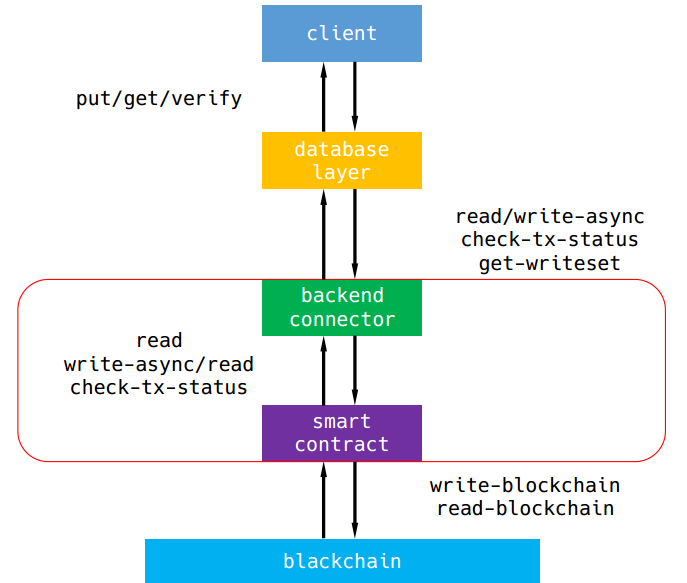 client
put/get/verify
database
layer
read/write-async
check-tx-status
get-writeset
backend
connector
read
write-async/read
check-tx-status
smart
contract
write-blockchain
read-blockchain
blackchain